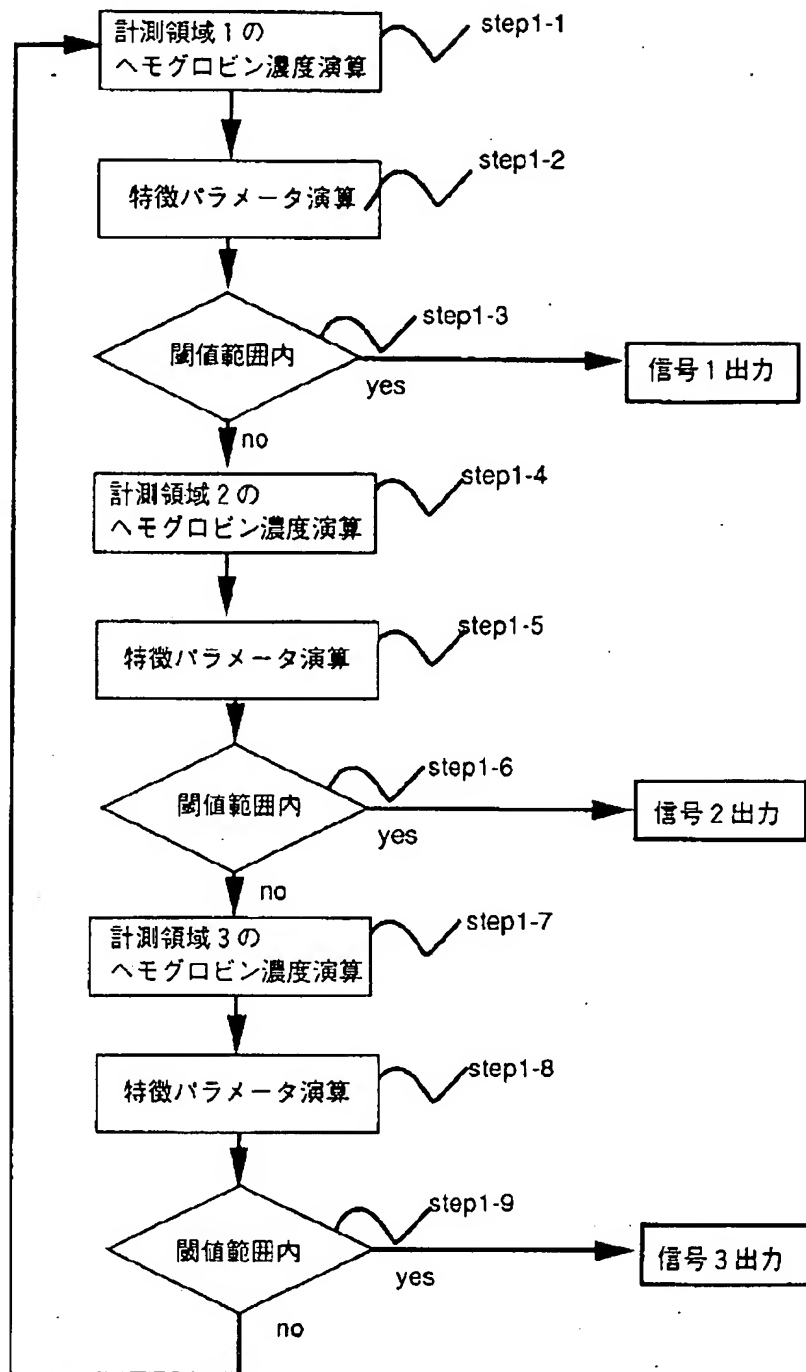 計測領域1の
ヘモグロビン濃度演算
step1-1
特徴パラメータ演算
step1-2
閾値範囲内
step1-3
yes
信号1出力
no
計測領域2の
ヘモグロビン濃度演算
step1-4
特徴パラメータ演算
step1-5
閾値範囲内
step1-6
yes
信号2出力
no
計測領域3の
ヘモグロビン濃度演算
step1-7
特徴パラメータ演算
step1-8
閾値範囲内
step1-9
yes
信号3出力
no